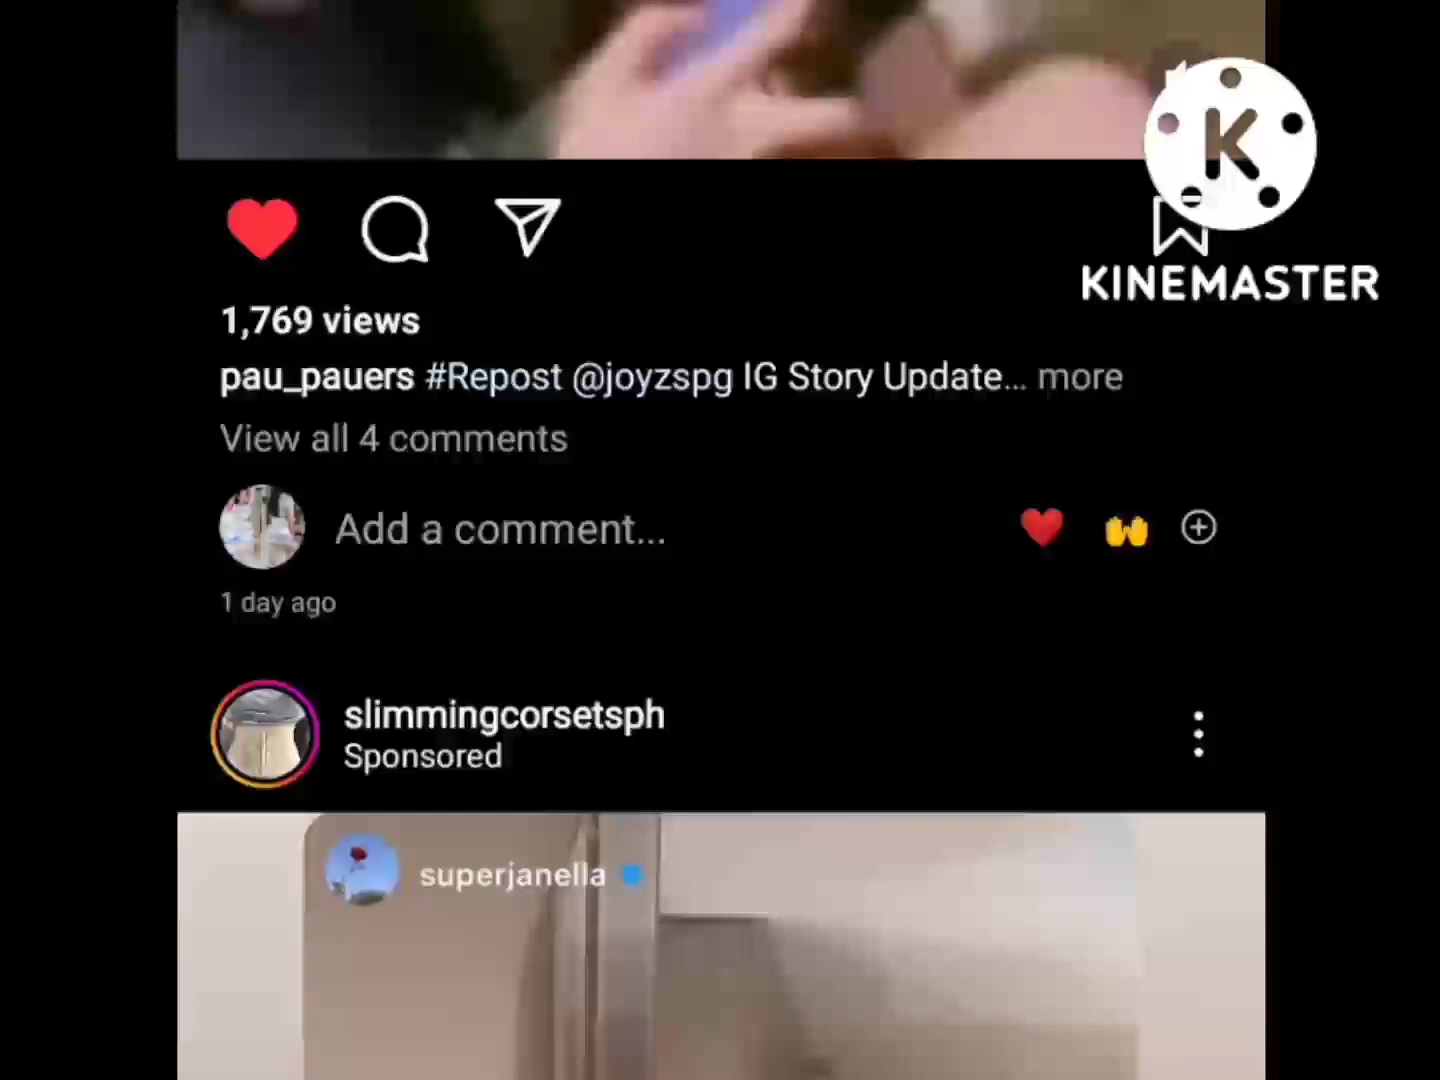 K
KINEMASTER
1,769 views
pau_pauers #Repost @joyzspg IG Story Update... more
View all 4 comments
Add a comment...
1 day ago
slimmingcorsetsph
Sponsored
superjanella